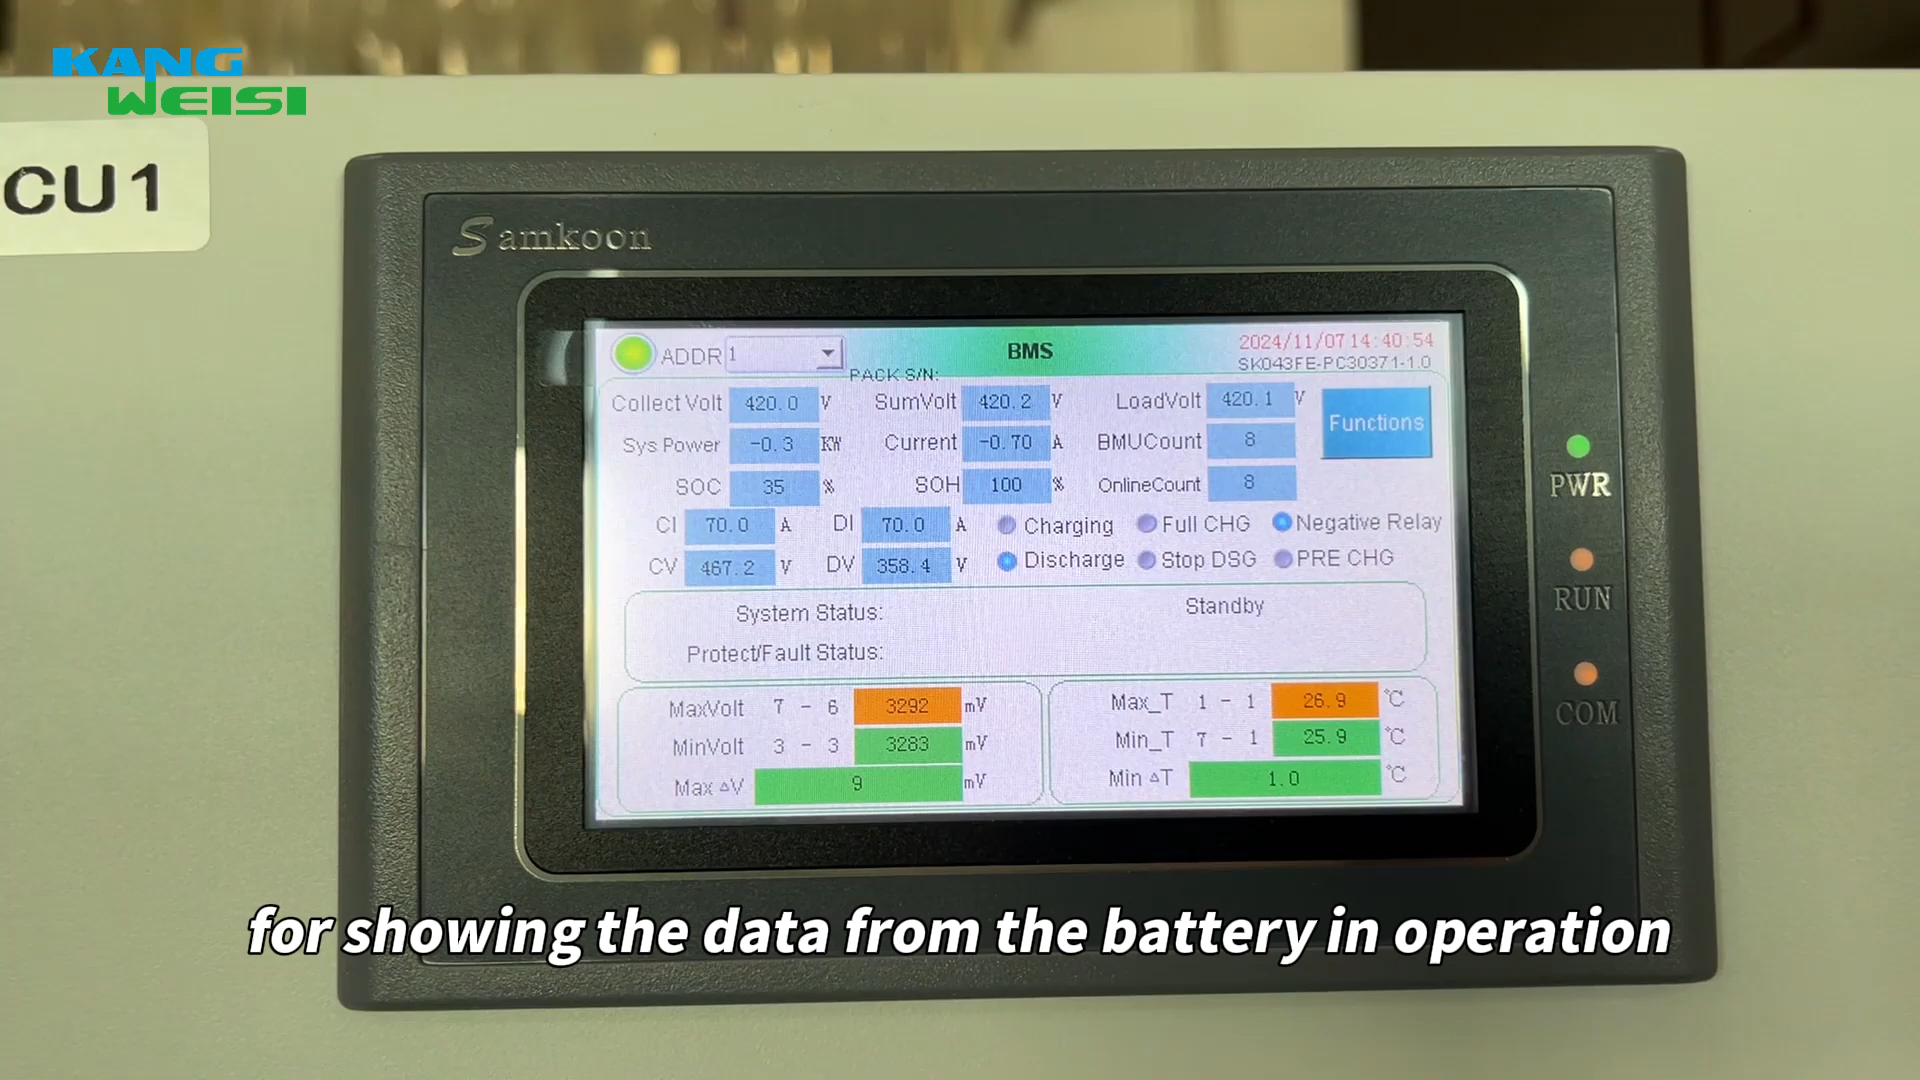 KANG
WEISI
CU1
Samkoon
ADDR 1 BMS 2024/11/07 14:40:54
SK043FE-PC30371-1.0
PACK S/N:
Collect Volt 420.0 V SumVolt 420.2 V LoadVolt 420.1 V Functions
Sys Power -0.3 KW Current -0.70 A BMUCount 8
SOC 35 % SOH 100 % OnlineCount 8
CI 70.0 A DI 70.0 A Charging Full CHG Negative Relay
CV 467.2 V DV 358.4 V Discharge Stop DSG PRE CHG
System Status: Standby
Protect/Fault Status:
MaxVolt 7 - 6 3292 mV Max_T 1 - 1 26.9 ℃
MinVolt 3 - 3 3283 mV Min_T 7 - 1 25.9 ℃
Max △V 9 mV Min △T 1.0 ℃
PWR
RUN
COM
for showing the data from the battery in operation